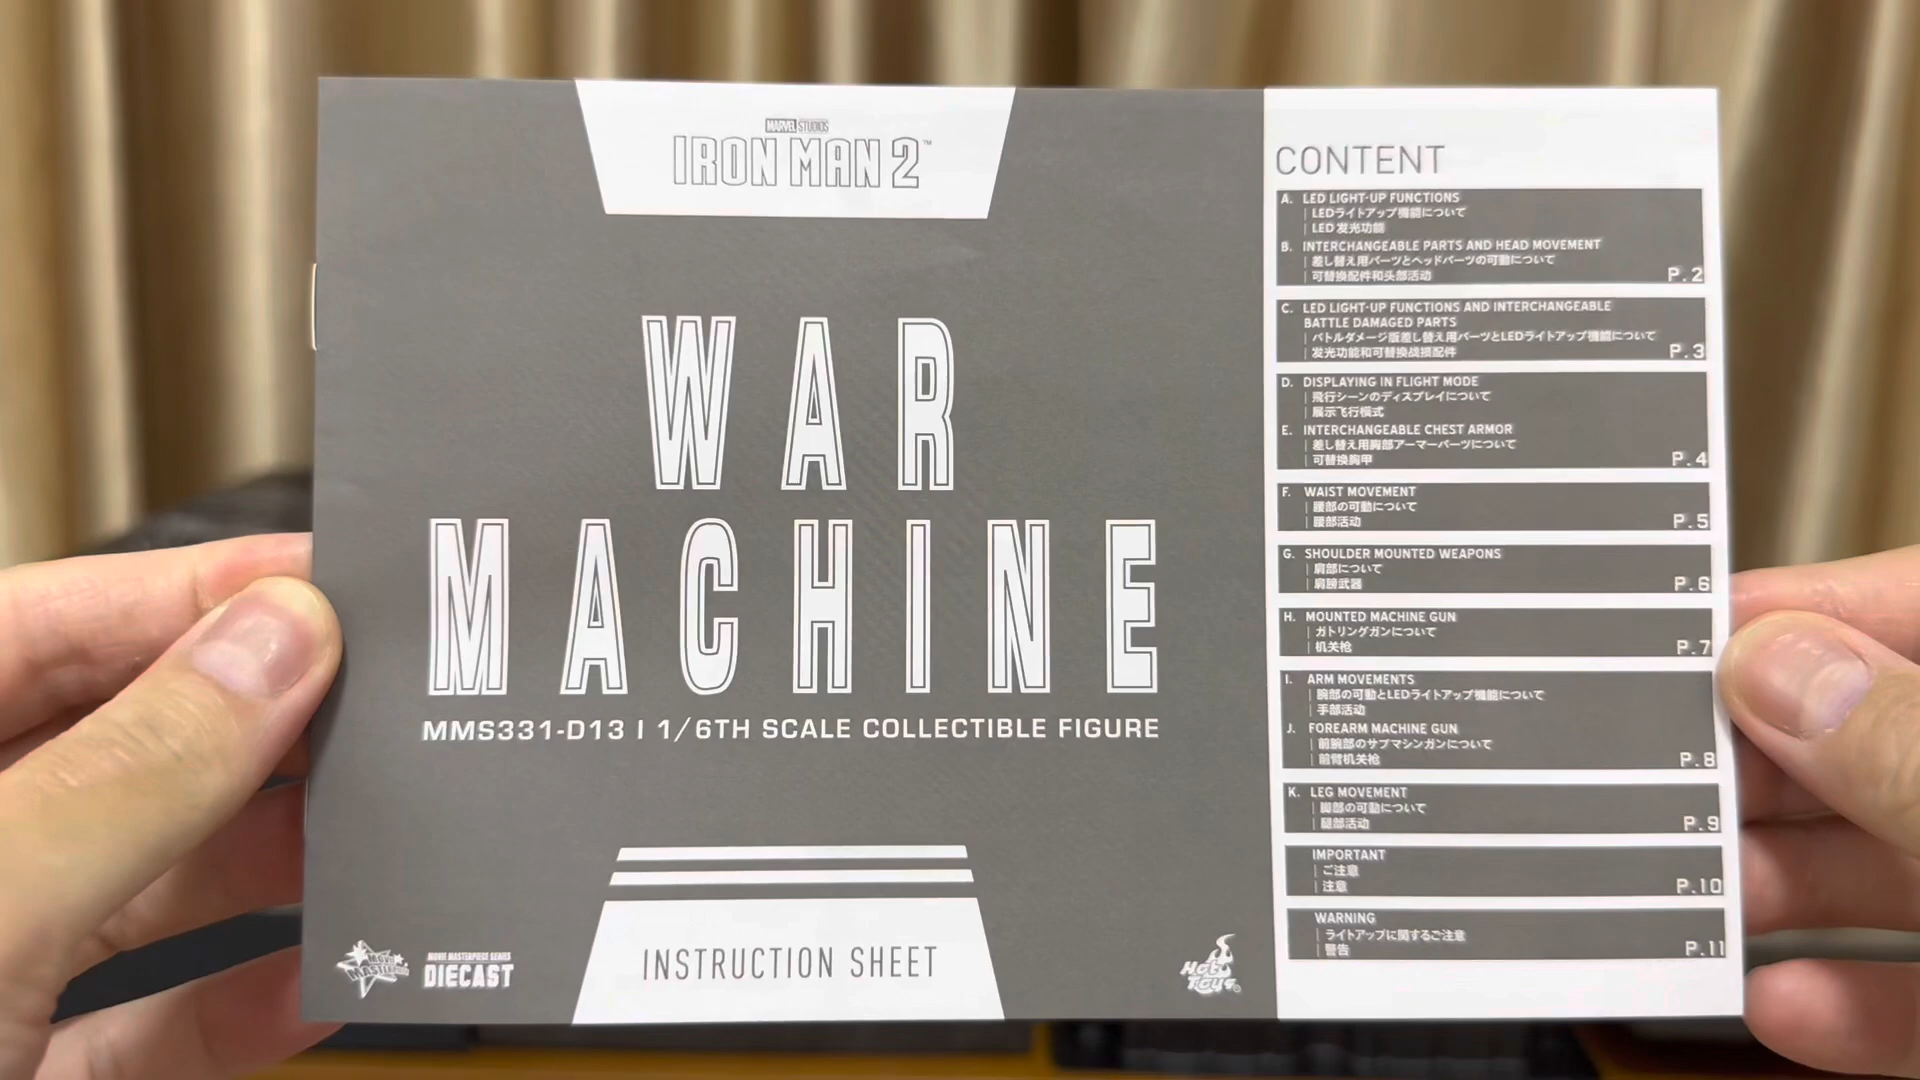 MARVEL STUDIOS
IRON MAN 2™
WAR
MACHINE
MMS331-D13 | 1/6TH SCALE COLLECTIBLE FIGURE
INSTRUCTION SHEET
MOVIE MASTERPIECE
MOVIE MASTERPIECE SERIES
DIECAST
Hot Toys
CONTENT
A. LED LIGHT-UP FUNCTIONS
| LEDライトアップ機能について
| LED 发光功能
B. INTERCHANGEABLE PARTS AND HEAD MOVEMENT
| 差し替え用パーツとヘッドパーツの可動について
| 可替换配件和头部活动
P.2
C. LED LIGHT-UP FUNCTIONS AND INTERCHANGEABLE
BATTLE DAMAGED PARTS
| バトルダメージ版差し替え用パーツとLEDライトアップ機能について
| 发光功能和可替换战损配件
P.3
D. DISPLAYING IN FLIGHT MODE
| 飛行シーンのディスプレイについて
| 展示飞行模式
E. INTERCHANGEABLE CHEST ARMOR
| 差し替え用胸部アーマーパーツについて
| 可替换胸甲
P.4
F. WAIST MOVEMENT
| 腰部の可動について
| 腰部活动
P.5
G. SHOULDER MOUNTED WEAPONS
| 肩部について
| 肩膀武器
P.6
H. MOUNTED MACHINE GUN
| ガトリングガンについて
| 机关枪
P.7
I. ARM MOVEMENTS
| 腕部の可動とLEDライトアップ機能について
| 手部活动
J. FOREARM MACHINE GUN
| 前腕部のサブマシンガンについて
| 前臂机关枪
P.8
K. LEG MOVEMENT
| 脚部の可動について
| 腿部活动
P.9
IMPORTANT
| ご注意
| 注意
P.10
WARNING
| ライトアップに関するご注意
| 警告
P.11